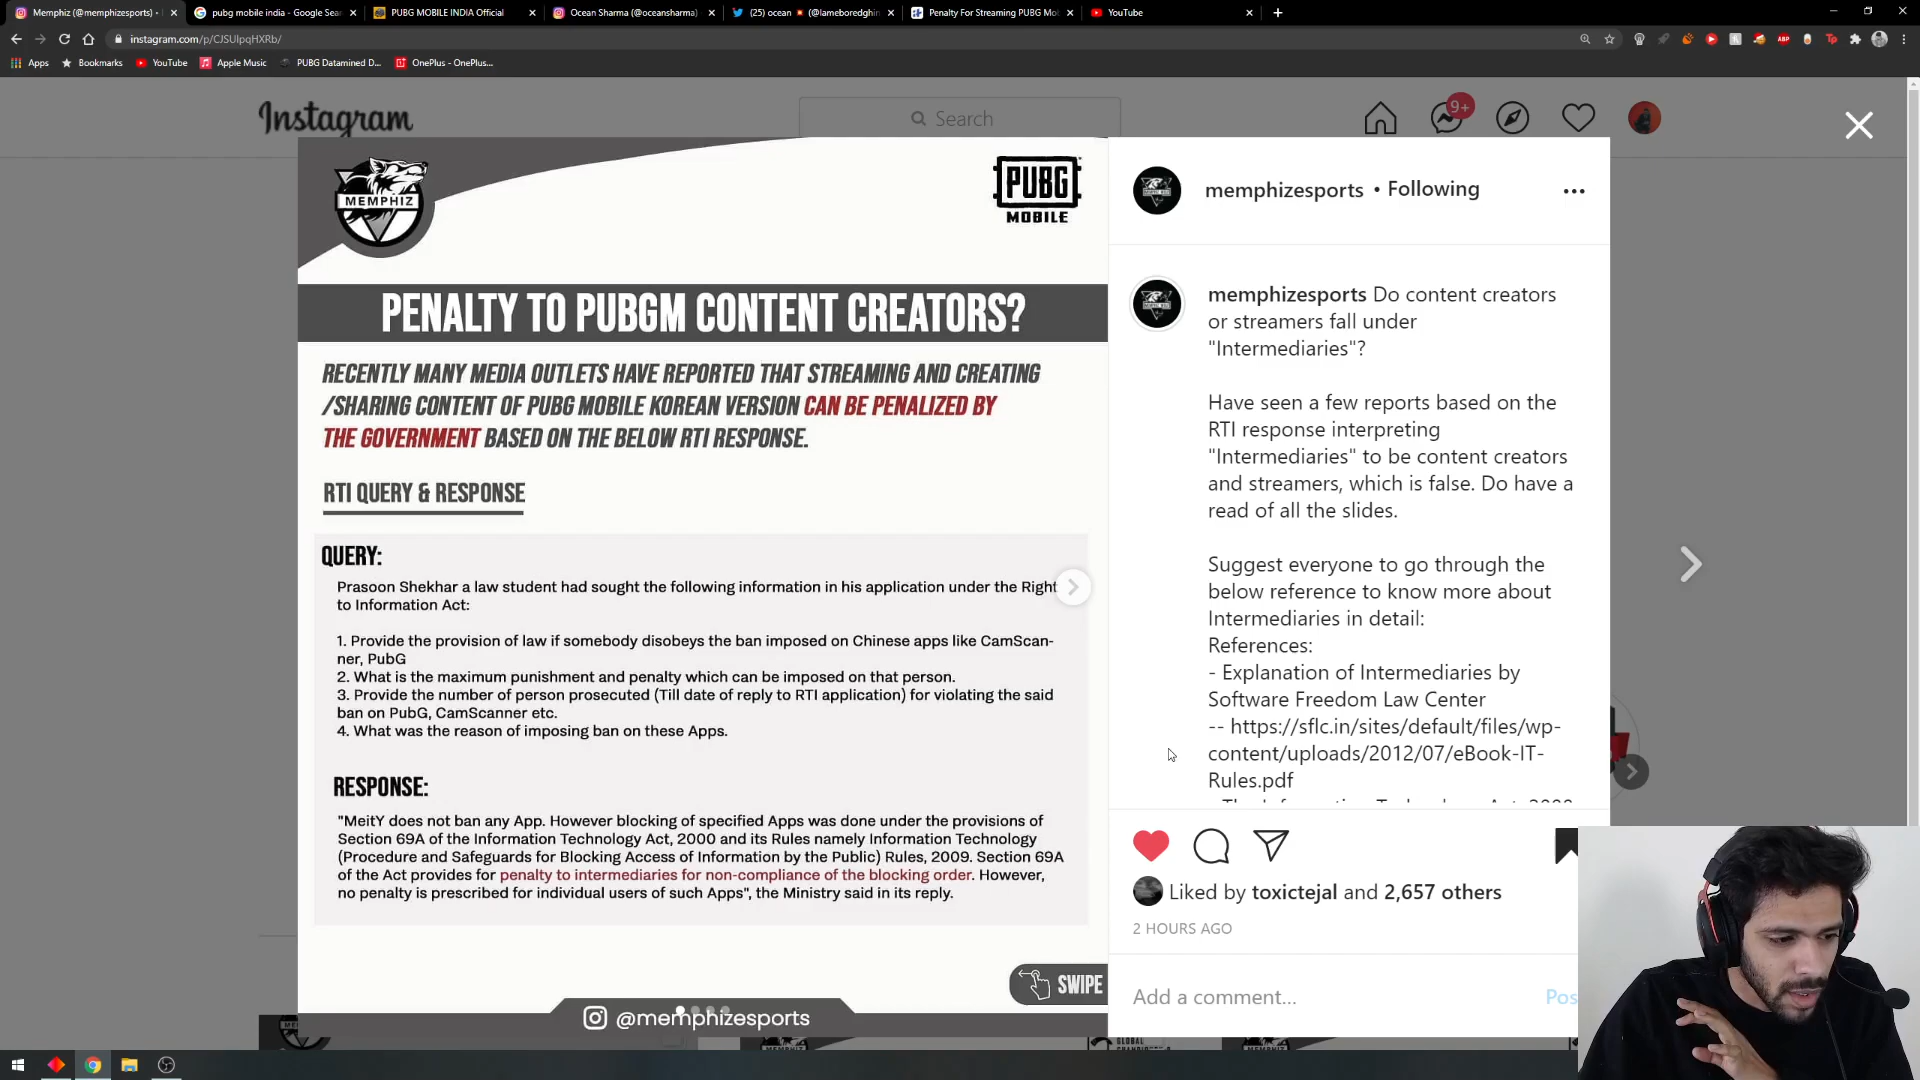 Memphiz (@memphizesports) •
pubg mobile india - Google Sea
PUBG MOBILE INDIA Official
Ocean Sharma (@oceansharma)
(25) ocean (@lameboredghin
Penalty For Streaming PUBG Mo
YouTube
instagram.com/p/CJSUlpqHXRb/
Apps
Bookmarks
YouTube
Apple Music
PUBG Datamined D...
OnePlus - OnePlus...
Instagram
Search
9+
MEMPHIZ
PUBG
MOBILE
PENALTY TO PUBGM CONTENT CREATORS?
RECENTLY MANY MEDIA OUTLETS HAVE REPORTED THAT STREAMING AND CREATING
/SHARING CONTENT OF PUBG MOBILE KOREAN VERSION CAN BE PENALIZED BY
THE GOVERNMENT BASED ON THE BELOW RTI RESPONSE.
RTI QUERY & RESPONSE
QUERY:
Prasoon Shekhar a law student had sought the following information in his application under the Right
to Information Act:
1. Provide the provision of law if somebody disobeys the ban imposed on Chinese apps like CamScan-
ner, PubG
2. What is the maximum punishment and penalty which can be imposed on that person.
3. Provide the number of person prosecuted (Till date of reply to RTI application) for violating the said
ban on PubG, CamScanner etc.
4. What was the reason of imposing ban on these Apps.
RESPONSE:
"MeitY does not ban any App. However blocking of specified Apps was done under the provisions of
Section 69A of the Information Technology Act, 2000 and its Rules namely Information Technology
(Procedure and Safeguards for Blocking Access of Information by the Public) Rules, 2009. Section 69A
of the Act provides for penalty to intermediaries for non-compliance of the blocking order. However,
no penalty is prescribed for individual users of such Apps", the Ministry said in its reply.
SWIPE
@memphizesports
memphizesports • Following
memphizesports Do content creators
or streamers fall under
"Intermediaries"?
Have seen a few reports based on the
RTI response interpreting
"Intermediaries" to be content creators
and streamers, which is false. Do have a
read of all the slides.
Suggest everyone to go through the
below reference to know more about
Intermediaries in detail:
References:
- Explanation of Intermediaries by
Software Freedom Law Center
-- https://sflc.in/sites/default/files/wp-
content/uploads/2012/07/eBook-IT-
Rules.pdf
Liked by toxictejal and 2,657 others
2 HOURS AGO
Add a comment...
Pos